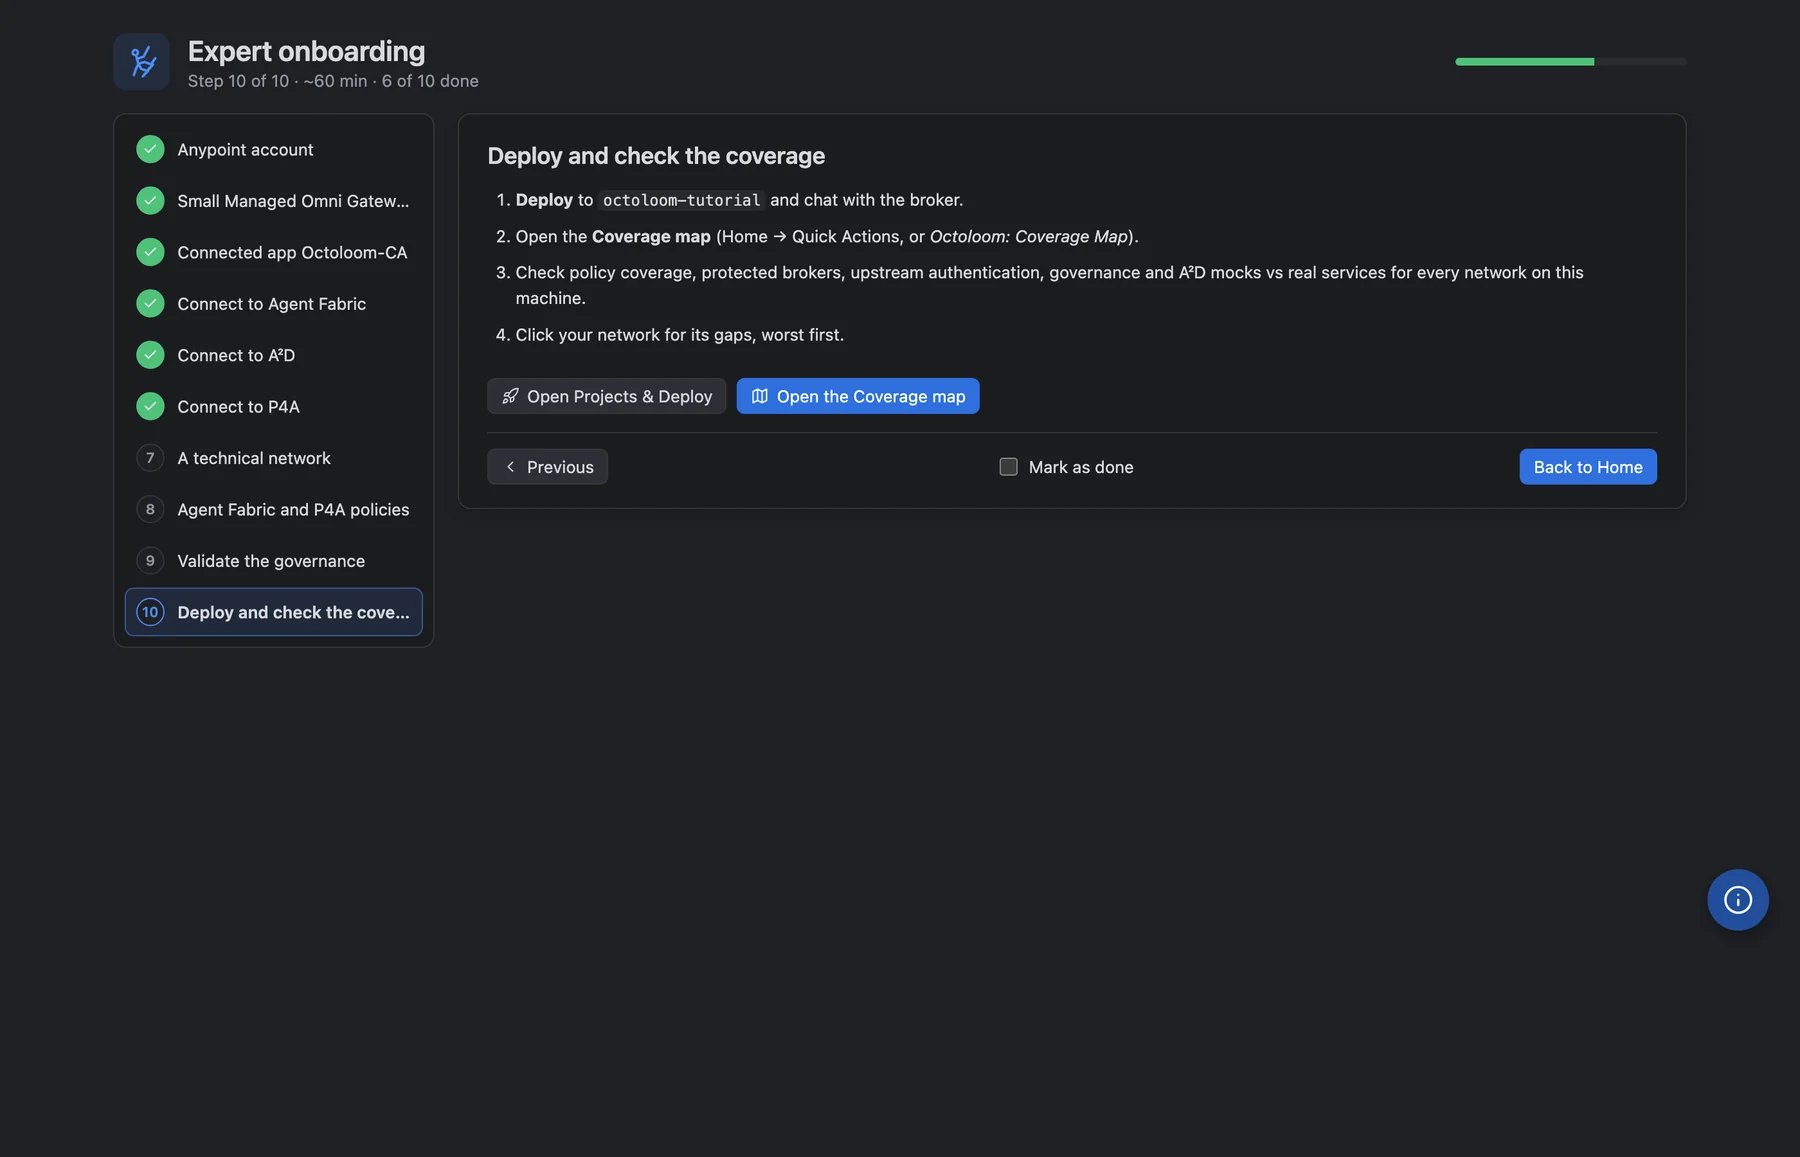 Expert onboarding
Step 10 of 10 · ~60 min · 6 of 10 done
Anypoint account
Small Managed Omni Gatew...
Connected app Octoloom-CA
Connect to Agent Fabric
Connect to A²D
Connect to P4A
7 A technical network
8 Agent Fabric and P4A policies
9 Validate the governance
10 Deploy and check the cove...
Deploy and check the coverage
1. Deploy to octoloom-tutorial and chat with the broker.
2. Open the Coverage map (Home → Quick Actions, or Octoloom: Coverage Map).
3. Check policy coverage, protected brokers, upstream authentication, governance and A²D mocks vs real services for every network on this
machine.
4. Click your network for its gaps, worst first.
Open Projects & Deploy
Open the Coverage map
Previous
Mark as done
Back to Home